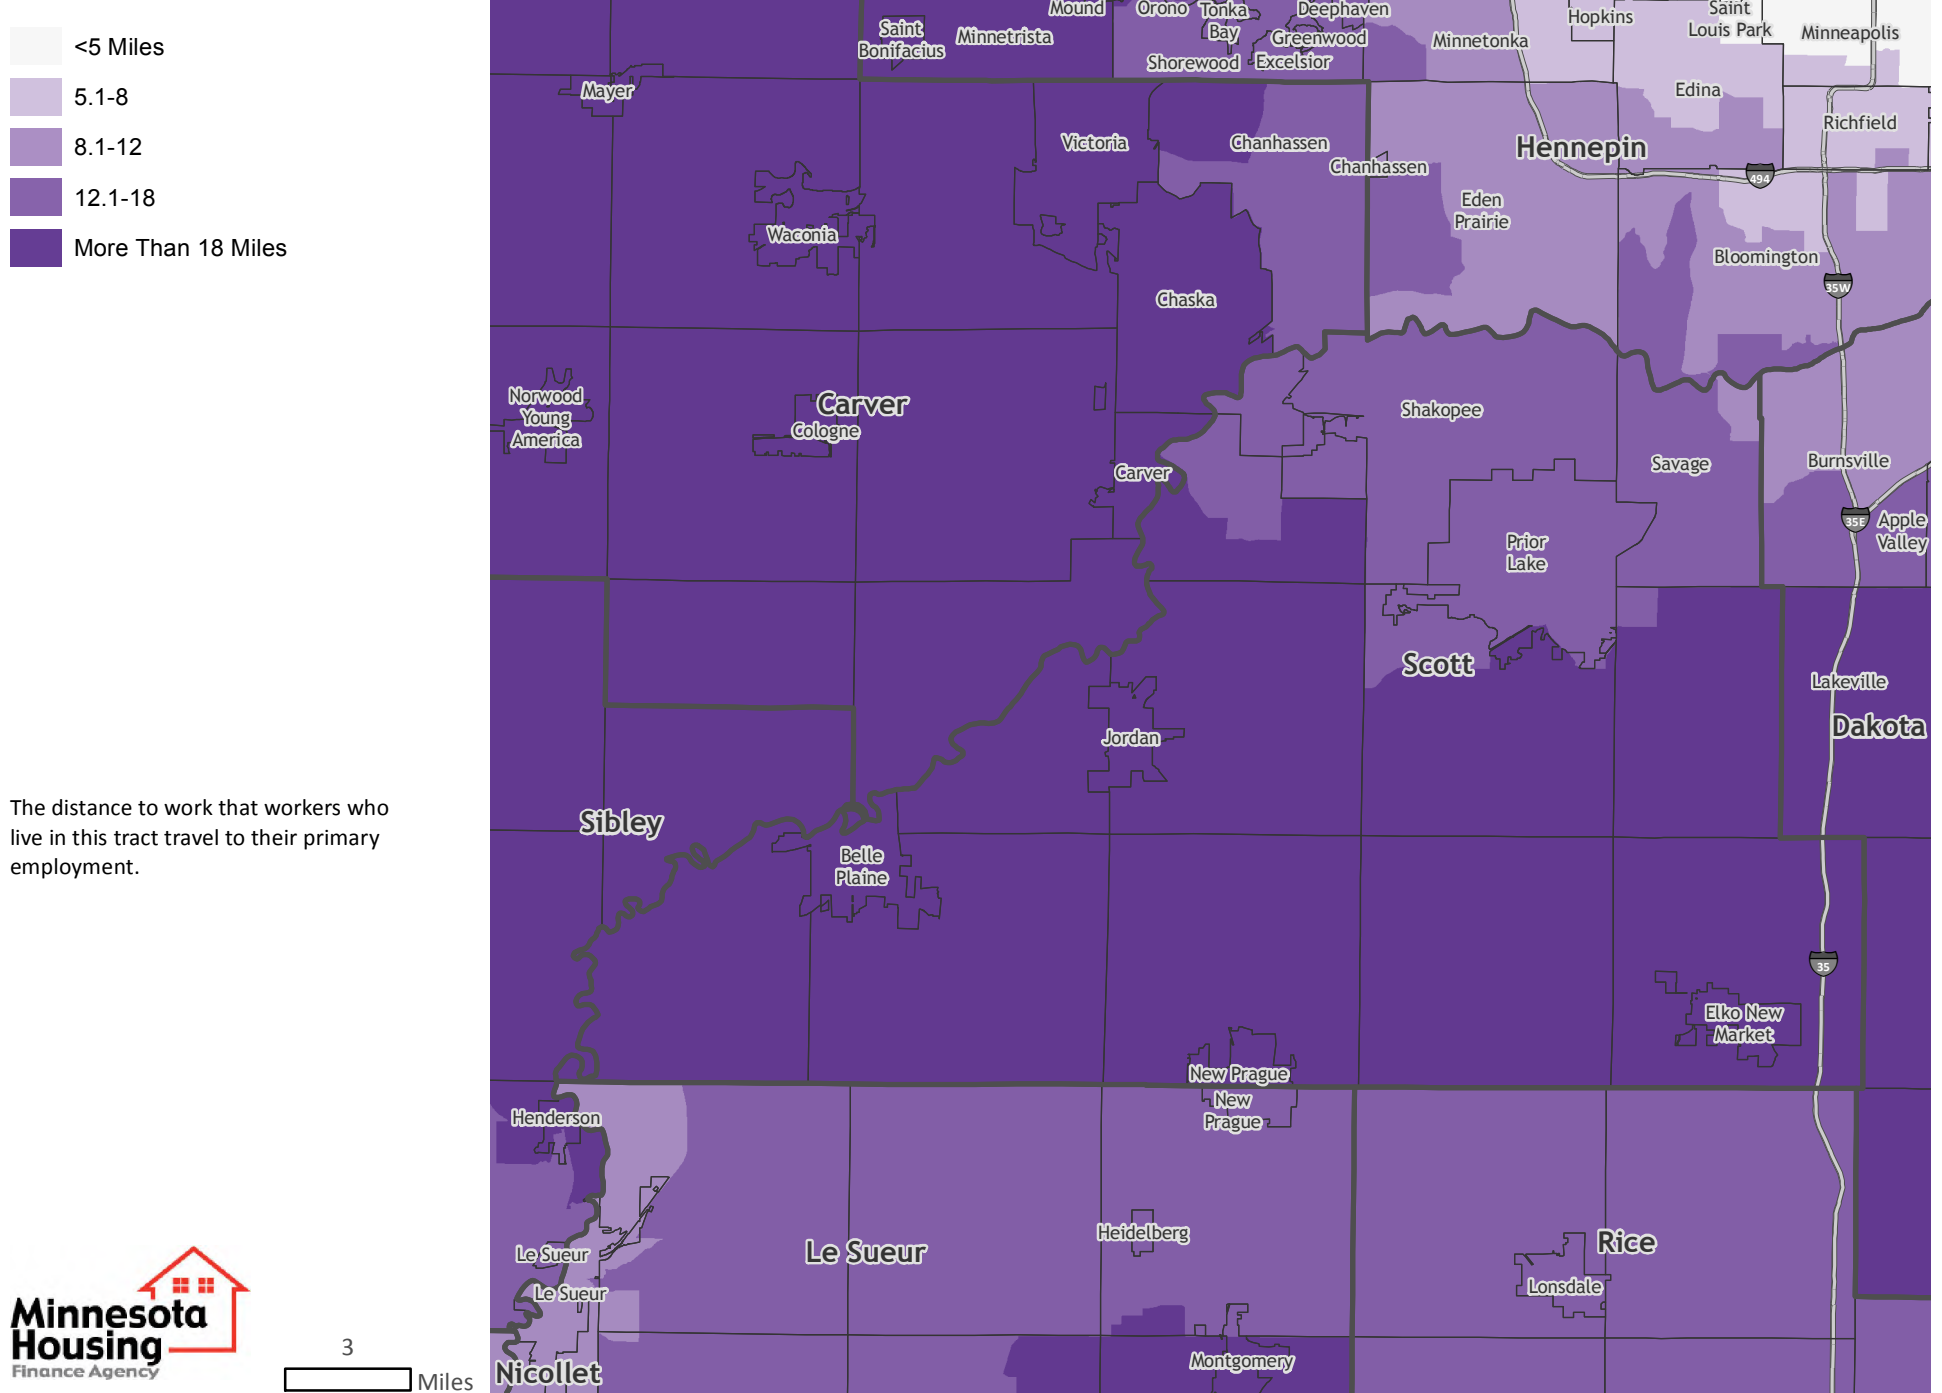 <5 Miles
5.1-8
8.1-12
12.1-18
More Than 18 Miles
The distance to work that workers who
live in this tract travel to their primary
employment.
Minnesota
Housing
Finance Agency
3
Miles
Mound
Orono
Tonka
Bay
Deephaven
Greenwood
Excelsior
Shorewood
Saint
Bonifacius
Minnetrista
Minnetonka
Hopkins
Saint
Louis Park
Minneapolis
Mayer
Edina
Richfield
Victoria
Chanhassen
Chanhassen
Hennepin
494
Eden
Prairie
Waconia
Bloomington
35W
Chaska
Norwood
Young
America
Carver
Cologne
Shakopee
Carver
Savage
Burnsville
35E
Apple
Valley
Prior
Lake
Scott
Lakeville
Dakota
Jordan
Sibley
Belle
Plaine
35
Elko New
Market
New Prague
New
Prague
Henderson
Le Sueur
Le Sueur
Le Sueur
Heidelberg
Rice
Lonsdale
Montgomery
Nicollet